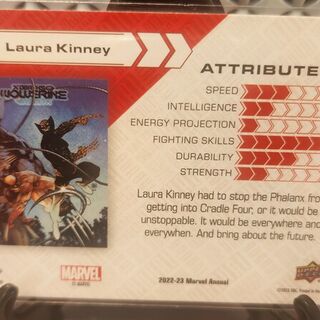 Laura Kinney
ATTRIBUTE
SPEED
INTELLIGENCE
ENERGY PROJECTION
FIGHTING SKILLS
DURABILITY
STRENGTH
WOLVERINE
Laura Kinney had to stop the Phalanx fro
getting into Cradle Four, or it would be
unstoppable. It would be everywhere and
everywhen. And bring about the future.
MARVEL
2022-23 Marvel Annual
UPPER DECK